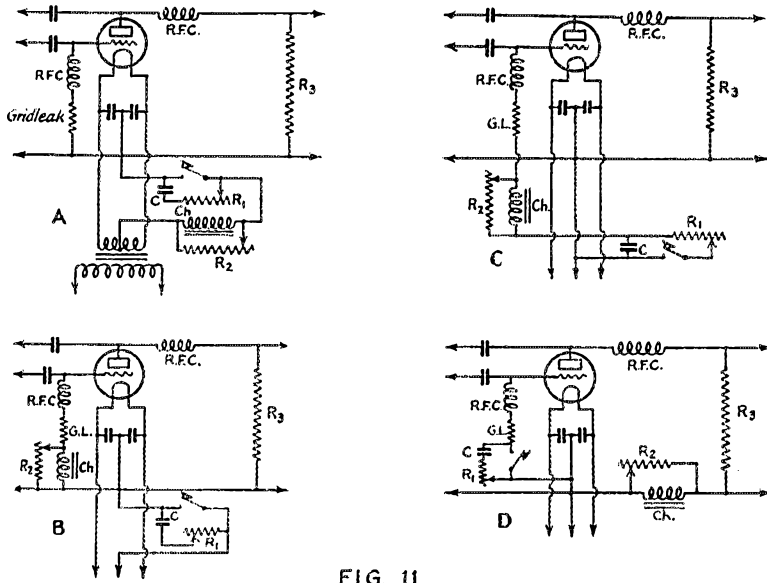 R.F.C.
R.F.C
Gridleak
R3
C
R1
Ch
R2
A
R.F.C.
R.F.C.
G.L.
R3
R2
Ch.
R1
C
C
R.F.C.
R.F.C
G.L.
R3
R2
Ch
C
R1
B
R.F.C.
R.F.C.
G.L.
C
R1
R3
R2
Ch.
D
FIG 11